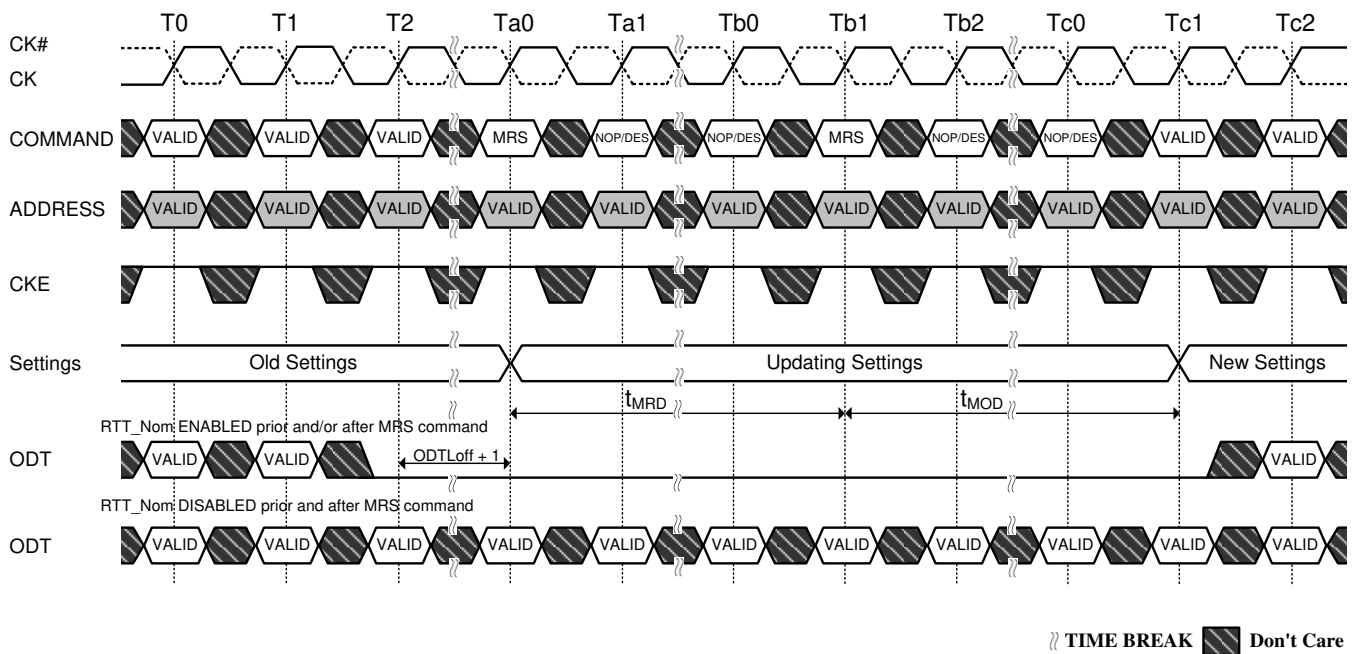 T0 T1 T2 Ta0 Ta1 Tb0 Tb1 Tb2 Tc0 Tc1 Tc2
CK#
CK
COMMAND VALID VALID VALID MRS NOP/DES NOP/DES MRS NOP/DES NOP/DES VALID VALID
ADDRESS VALID VALID VALID VALID VALID VALID VALID VALID VALID VALID VALID
CKE
Settings Old Settings Updating Settings New Settings
tMRD tMOD
RTT_Nom ENABLED prior and/or after MRS command
ODT VALID VALID ODTLoff + 1 VALID
RTT_Nom DISABLED prior and after MRS command
ODT VALID VALID VALID VALID VALID VALID VALID VALID VALID VALID VALID
TIME BREAK Don't Care